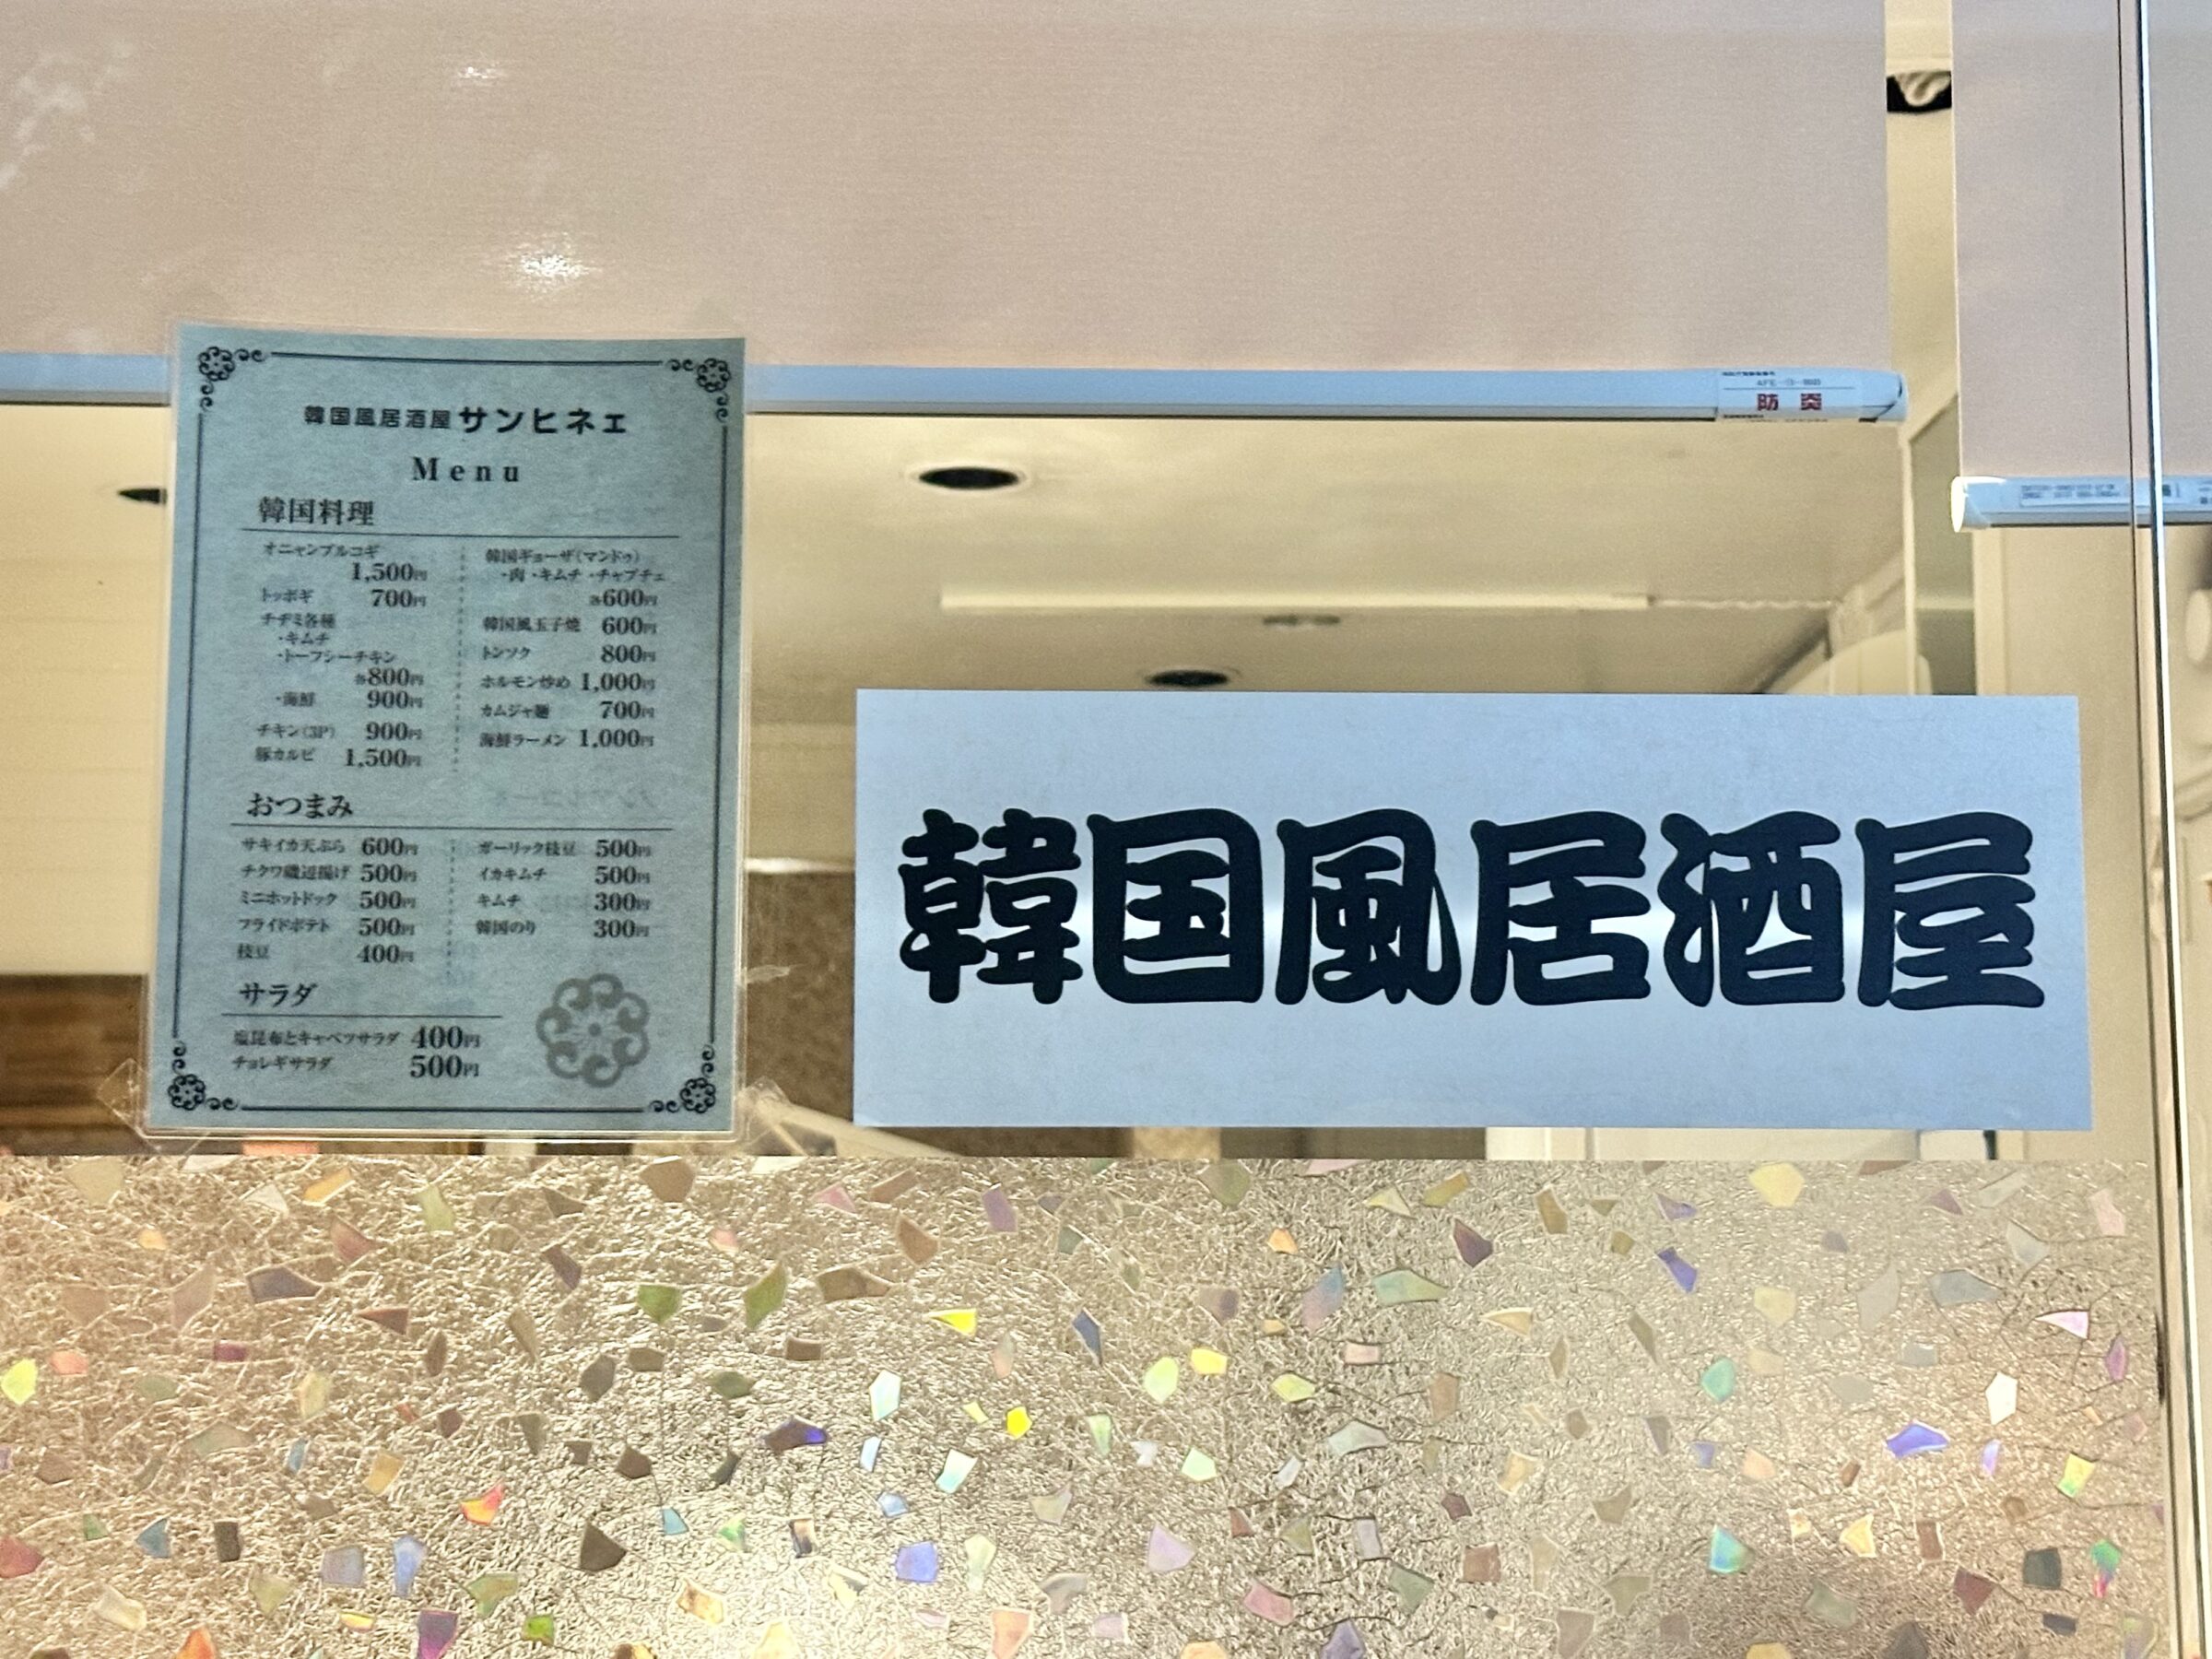 韓国風居酒屋 サンヒネェ
Menu
韓国料理
オニャンプルコギ
1,500円
トッポギ 700円
チヂミ各種
・キムチ
・トーフシーチキン
各800円
・海鮮 900円
チキン(3P) 900円
豚カルビ 1,500円
韓国ギョーザ(マンドゥ)
・肉 ・キムチ ・チャプチェ
各600円
韓国風玉子焼 600円
トンソク 800円
ホルモン炒め 1,000円
カムジャ麺 700円
海鮮ラーメン 1,000円
おつまみ
サキイカ天ぷら 600円
チクワ磯辺揚げ 500円
ミニホットドック 500円
フライドポテト 500円
枝豆 400円
ガーリック枝豆 500円
イカキムチ 500円
キムチ 300円
韓国のり 300円
サラダ
塩昆布とキャベツサラダ 400円
チョレギサラダ 500円
韓国風居酒屋
防炎